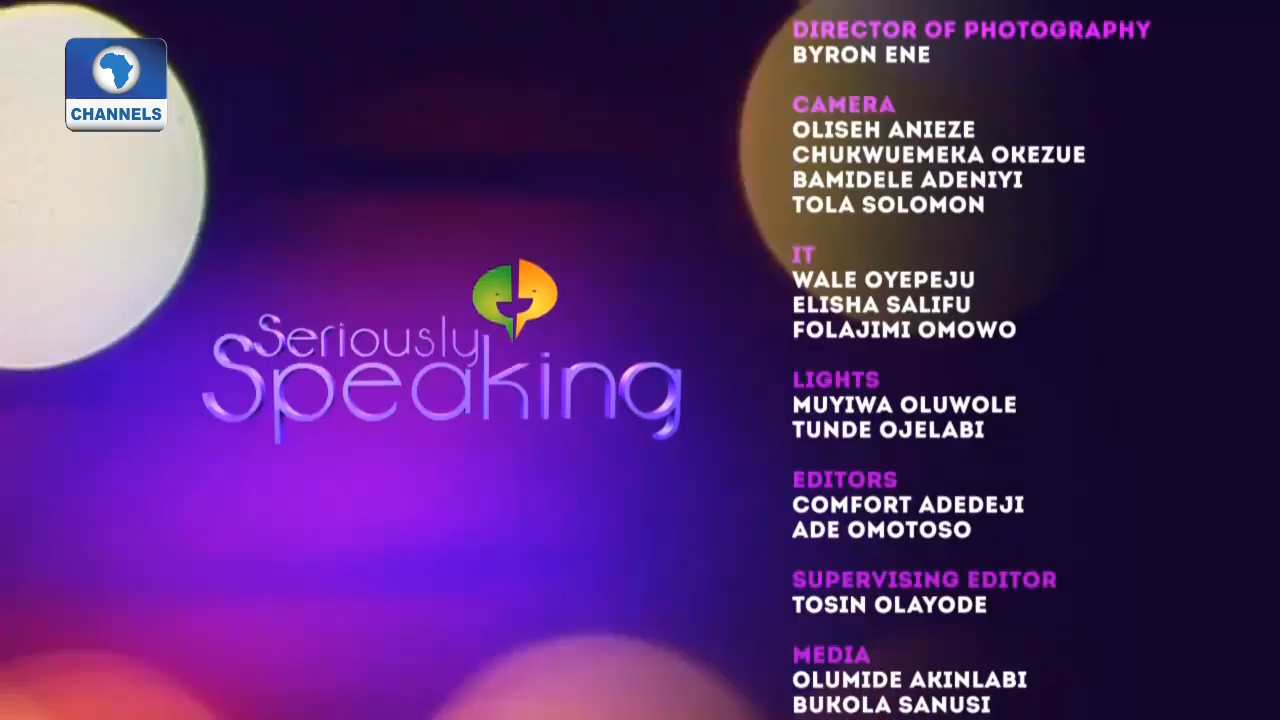 CHANNELS
Seriously
Speaking
DIRECTOR OF PHOTOGRAPHY
BYRON ENE
CAMERA
OLISEH ANIEZE
CHUKWUEMEKA OKEZUE
BAMIDELE ADENIYI
TOLA SOLOMON
IT
WALE OYEPEJU
ELISHA SALIFU
FOLAJIMI OMOWO
LIGHTS
MUYIWA OLUWOLE
TUNDE OJELABI
EDITORS
COMFORT ADEDEJI
ADE OMOTOSO
SUPERVISING EDITOR
TOSIN OLAYODE
MEDIA
OLUMIDE AKINLABI
BUKOLA SANUSI